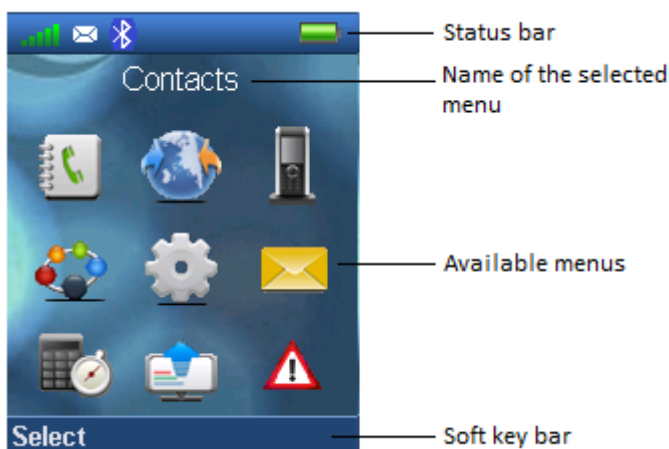 Status bar
Contacts
Name of the selected
menu
Available menus
Select
Soft key bar